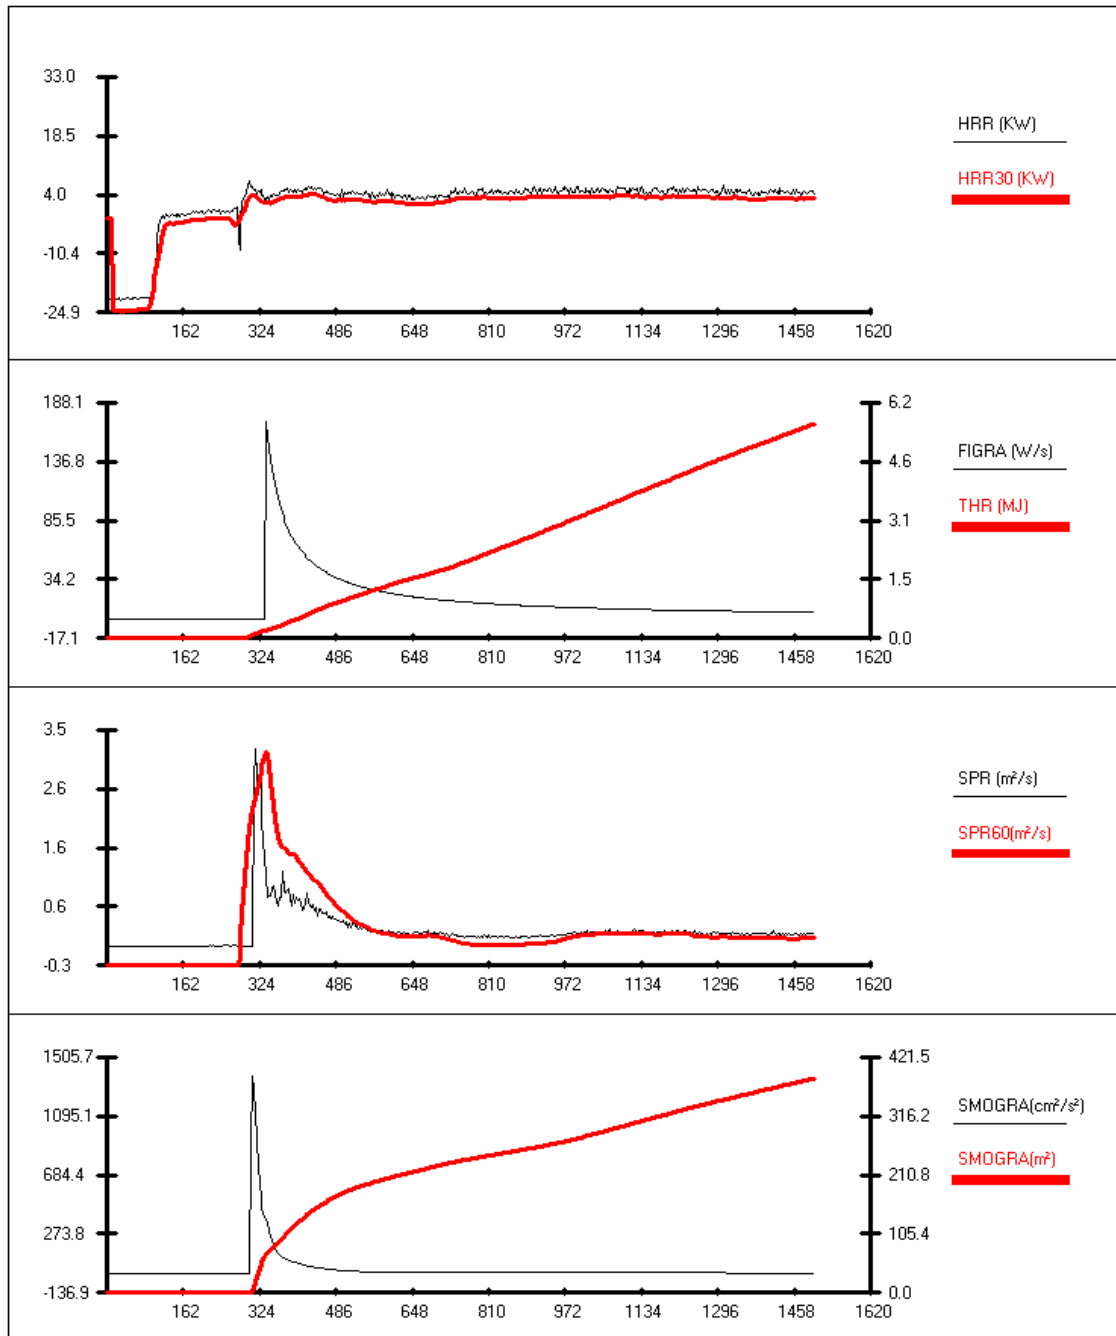 33.0
18.5
4.0
-10.4
-24.9
162 324 486 648 810 972 1134 1296 1458 1620
HRR (KW)
HRR30 (KW)
188.1
136.8
85.5
34.2
-17.1
6.2
4.6
3.1
1.5
0.0
162 324 486 648 810 972 1134 1296 1458 1620
FIGRA (W/s)
THR (MJ)
3.5
2.6
1.6
0.6
-0.3
162 324 486 648 810 972 1134 1296 1458 1620
SPR (m²/s)
SPR60(m²/s)
1505.7
1095.1
684.4
273.8
-136.9
421.5
316.2
210.8
105.4
0.0
162 324 486 648 810 972 1134 1296 1458 1620
SMOGRA(cm²/s²)
SMOGRA(m²)